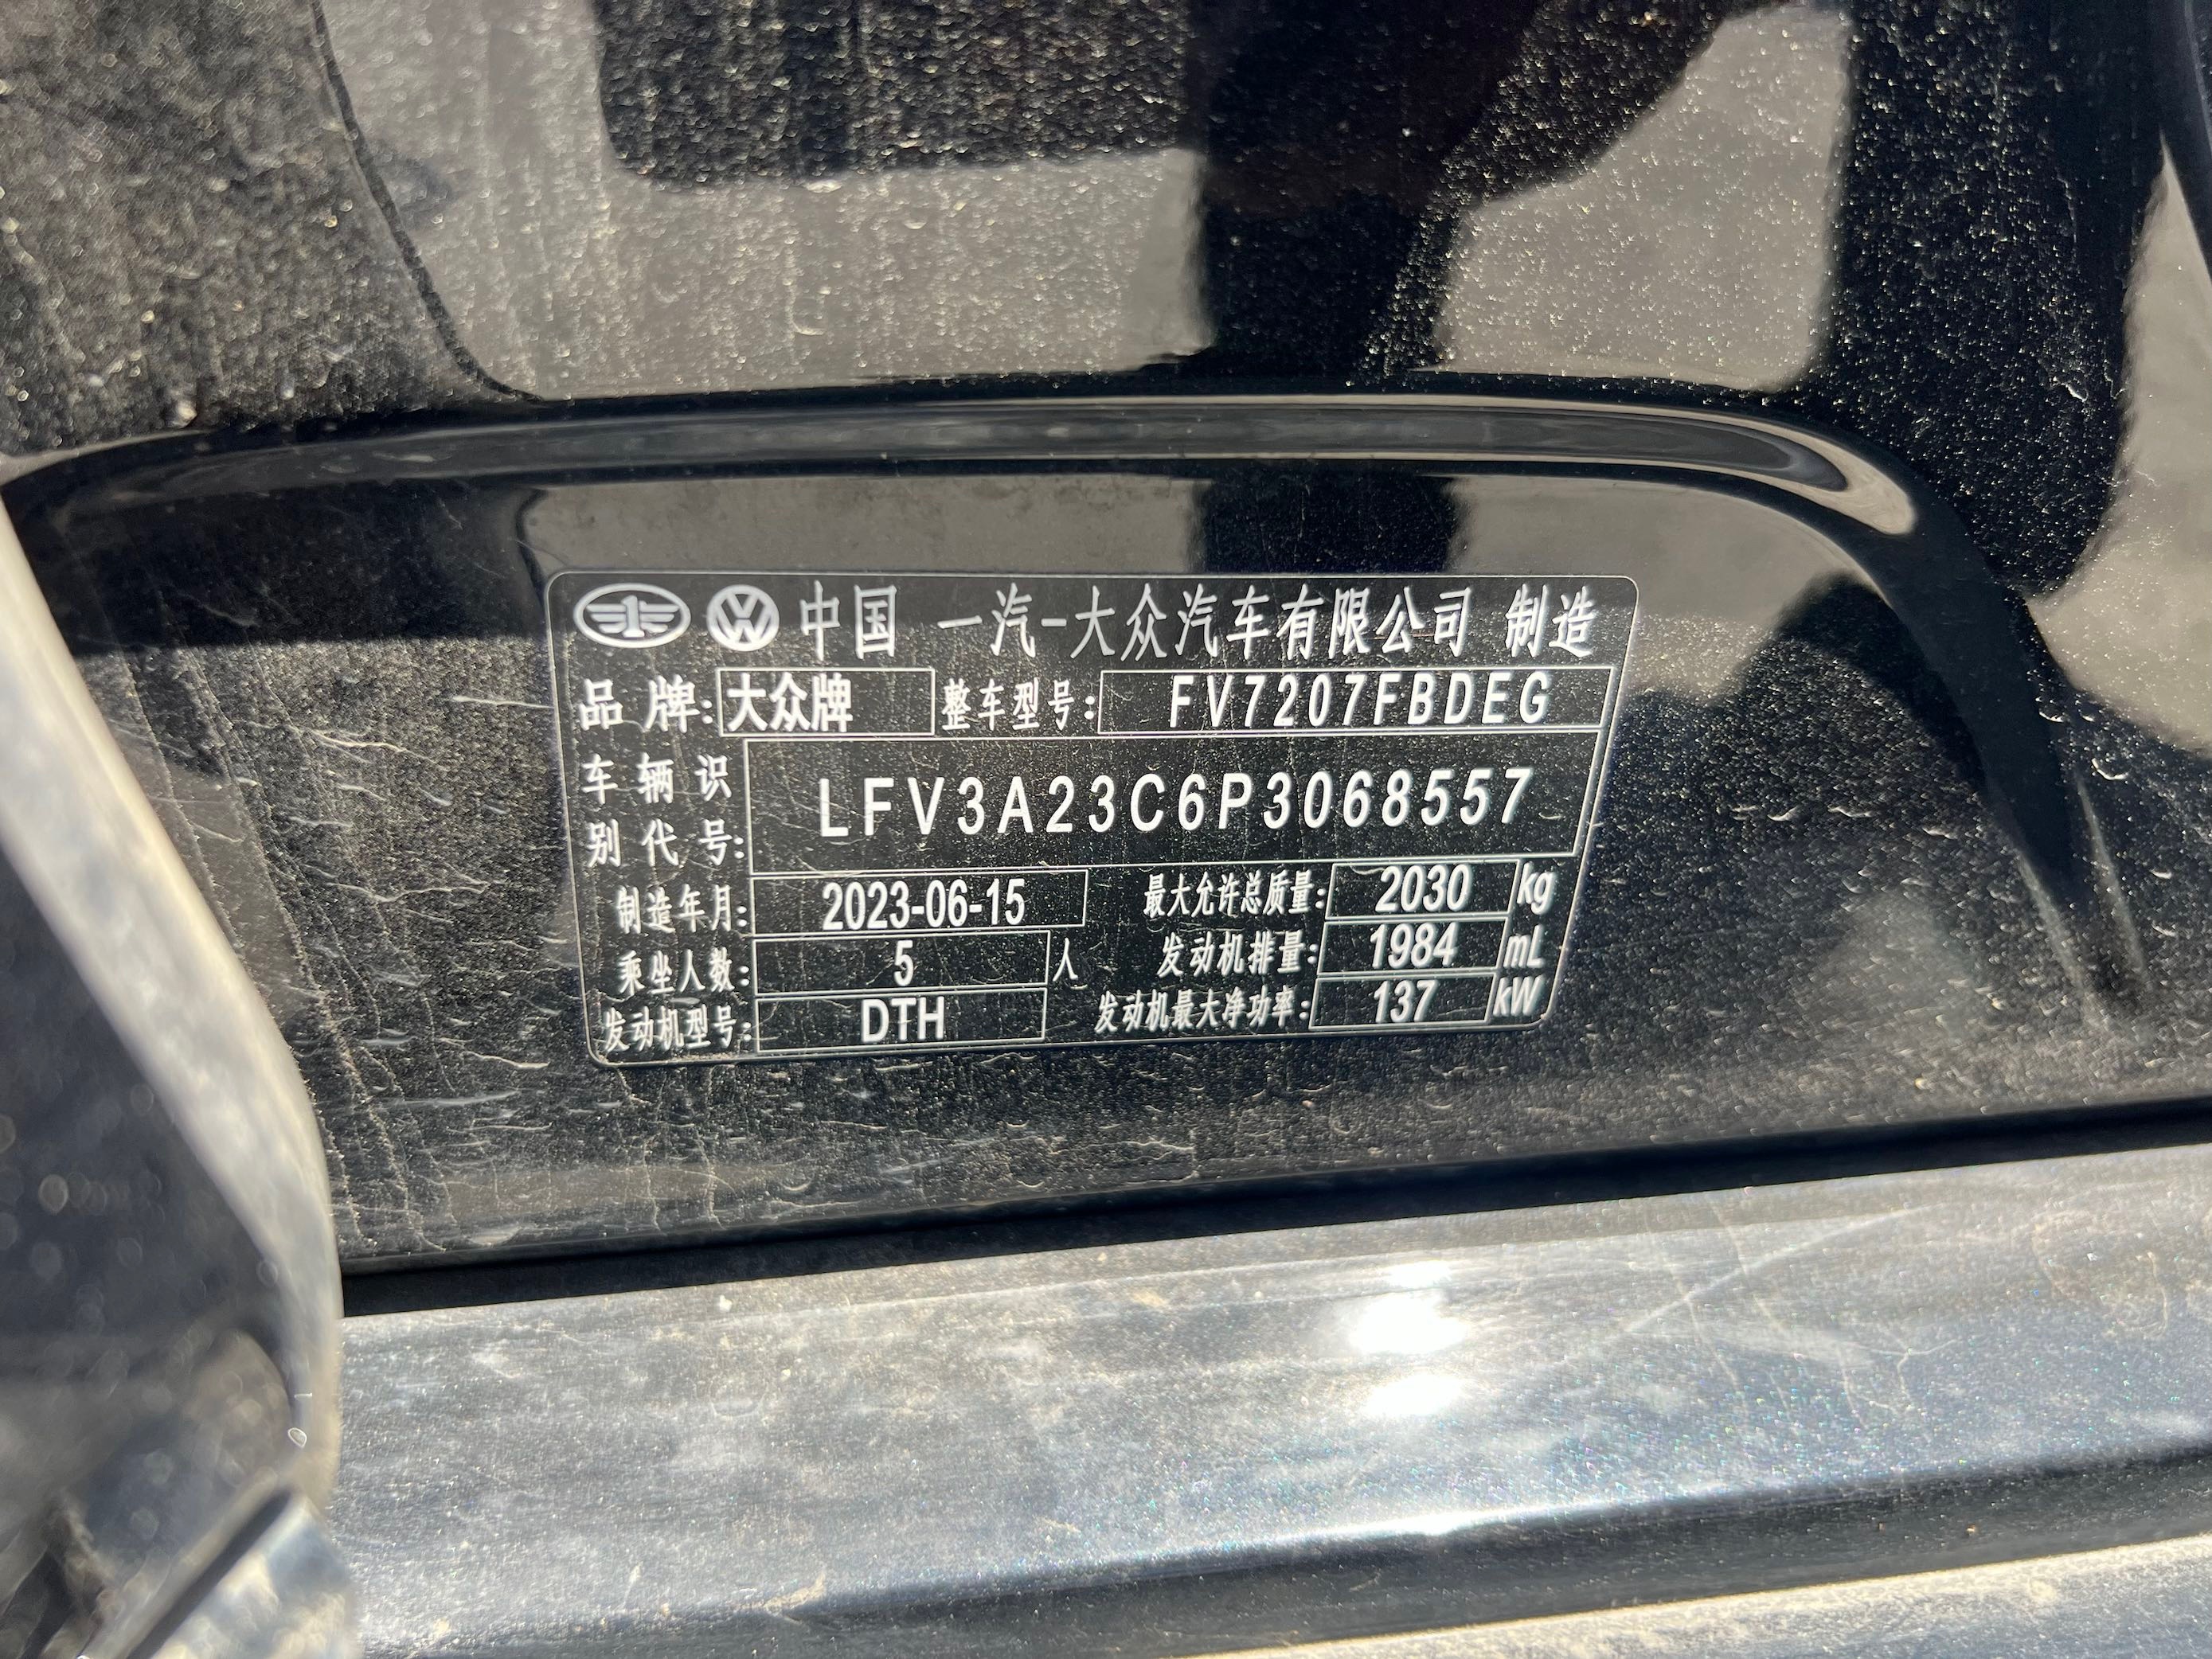 中国 一汽-大众汽车有限公司 制造
品牌: 大众牌 整车型号: FV7207FBDEG
车辆识别代号: LFV3A23C6P3068557
制造年月: 2023-06-15 最大允许总质量: 2030 kg
乘坐人数: 5 人 发动机排量: 1984 mL
发动机型号: DTH 发动机最大净功率: 137 kW